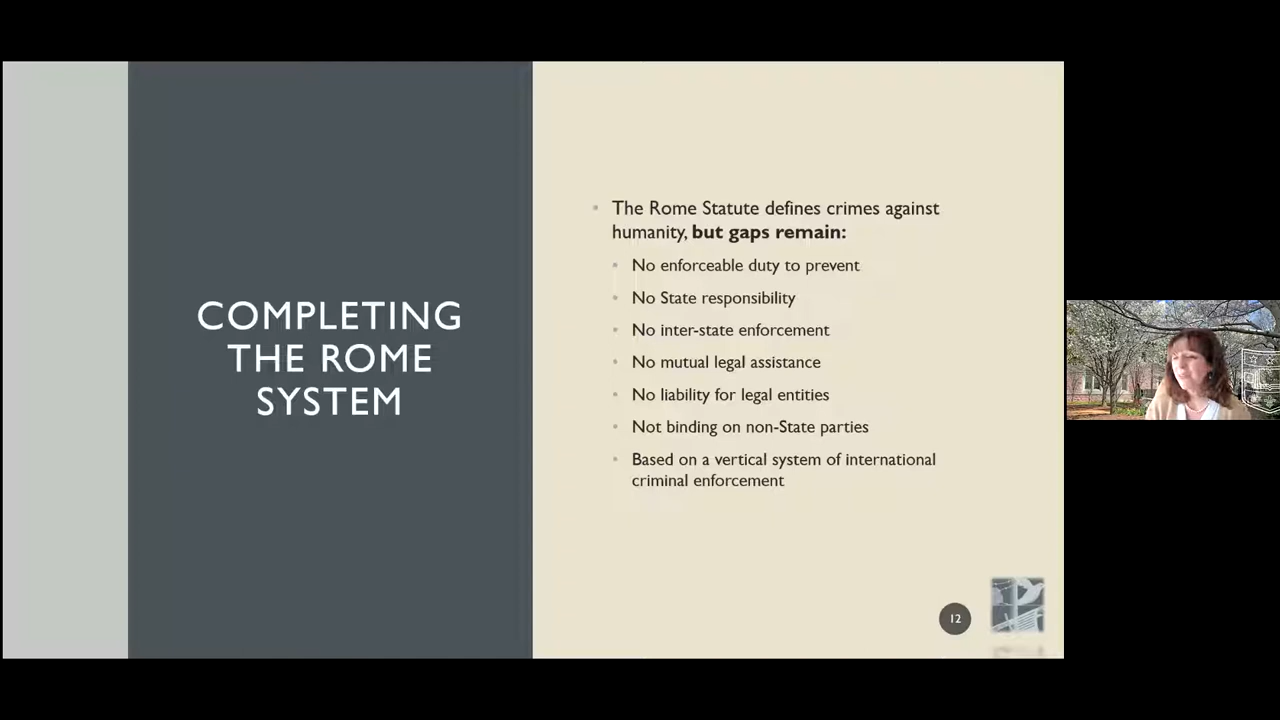 COMPLETING
THE ROME
SYSTEM
• The Rome Statute defines crimes against
humanity, but gaps remain:
• No enforceable duty to prevent
• No State responsibility
• No inter-state enforcement
• No mutual legal assistance
• No liability for legal entities
• Not binding on non-State parties
• Based on a vertical system of international
criminal enforcement
12